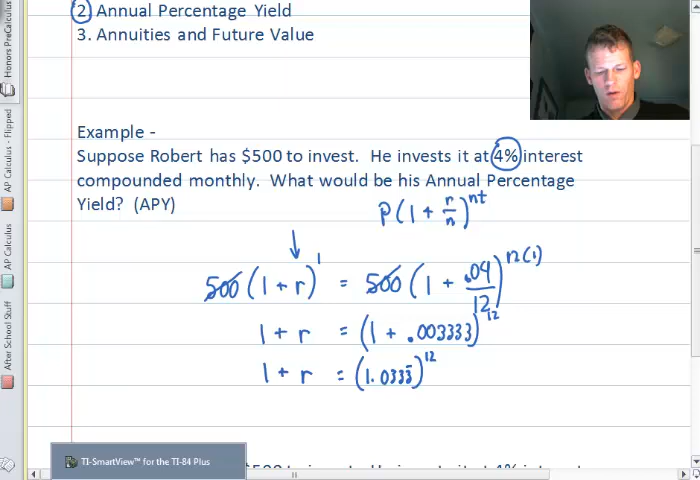 2. Annual Percentage Yield
3. Annuities and Future Value
Honors PreCalculus
AP Calculus - Flipped
AP Calculus
After School Stuff
Example -
Suppose Robert has $500 to invest. He invests it at 4% interest
compounded monthly. What would be his Annual Percentage
Yield? (APY)
P(1 + r/n)^nt
500(1 + r)^1 = 500(1 + .04/12)^12(1)
1 + r = (1 + .003333)^12
1 + r = (1.0333)^12
TI-SmartView™ for the TI-84 Plus